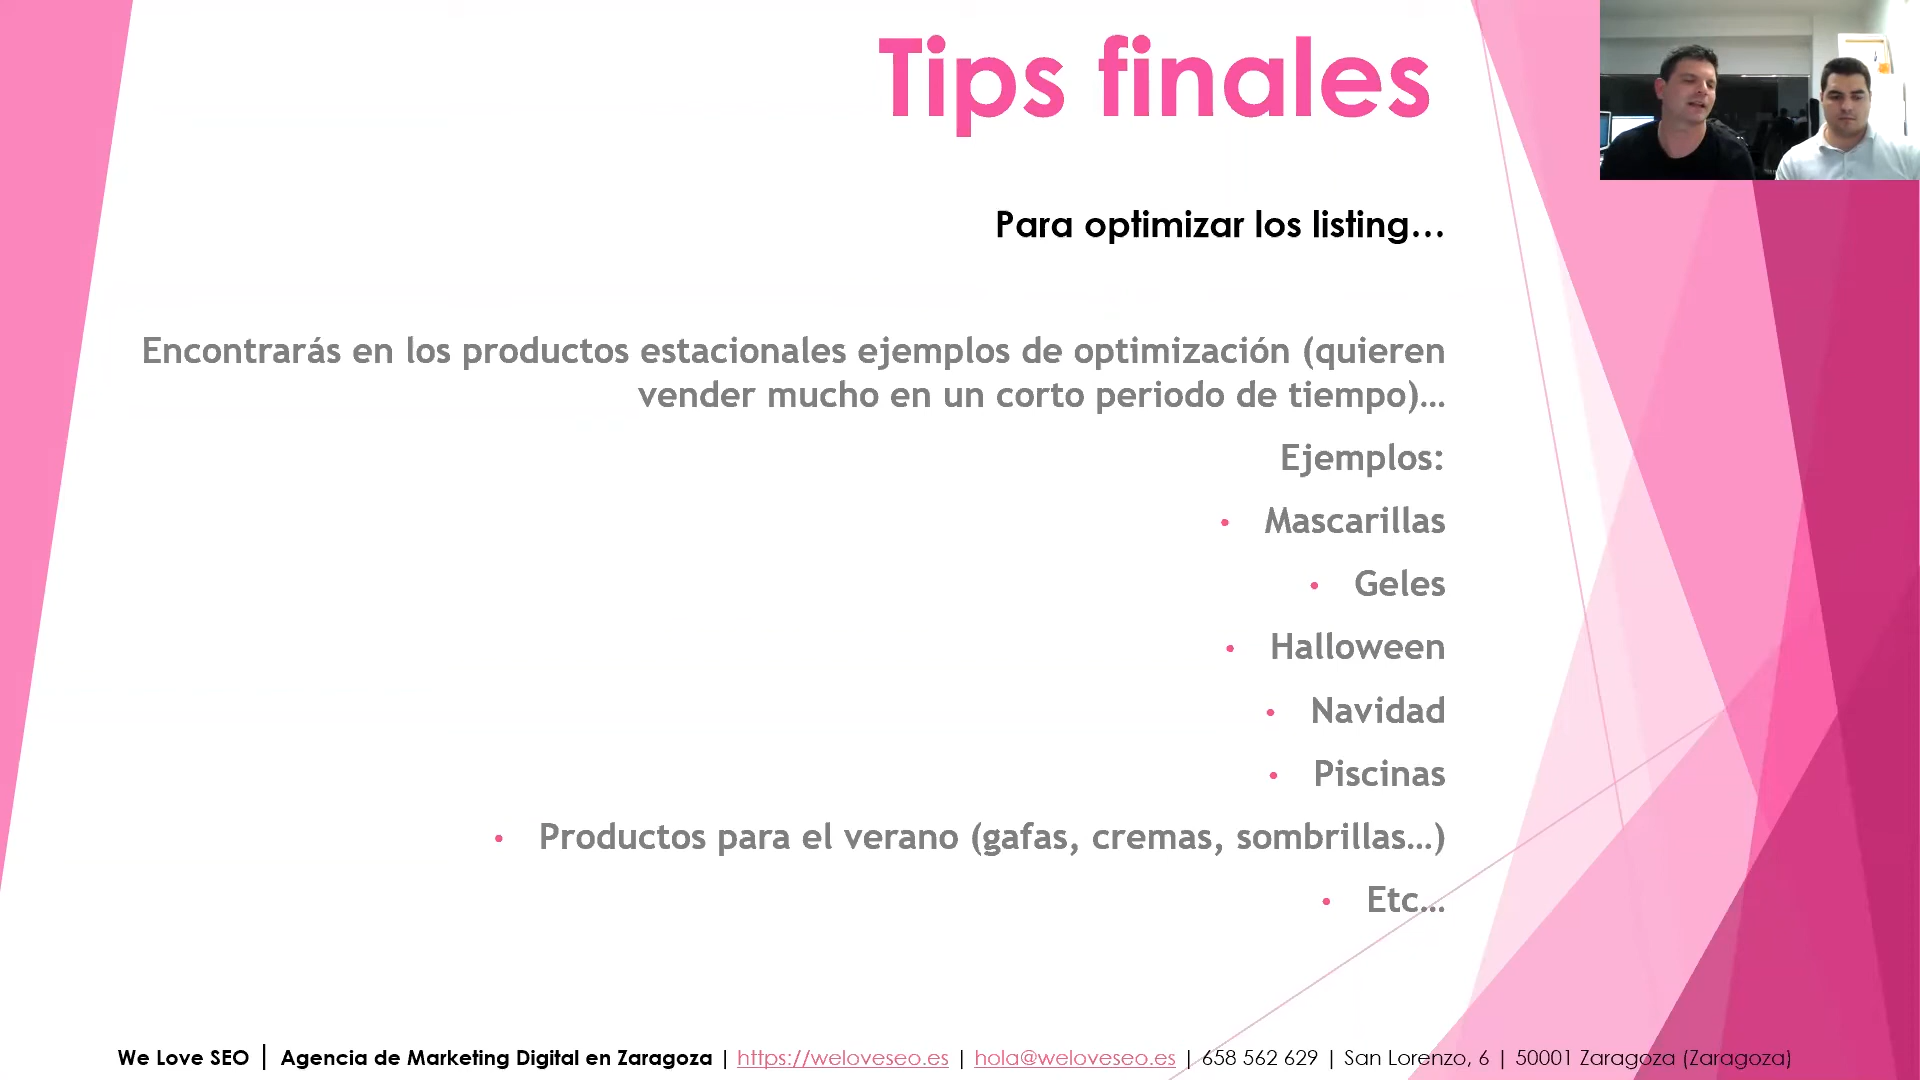 Tips finales
Para optimizar los listing...
Encontrarás en los productos estacionales ejemplos de optimización (quieren
vender mucho en un corto periodo de tiempo)...
Ejemplos:
• Mascarillas
• Geles
• Halloween
• Navidad
• Piscinas
• Productos para el verano (gafas, cremas, sombrillas...)
• Etc...
We Love SEO | Agencia de Marketing Digital en Zaragoza | https://weloveseo.es | hola@weloveseo.es | 658 562 629 | San Lorenzo, 6 | 50001 Zaragoza (Zaragoza)